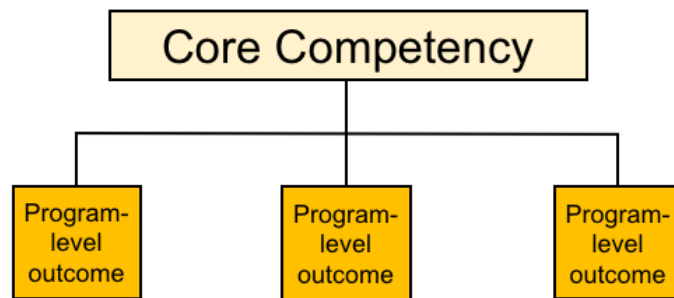 Core Competency
Program-
level
outcome
Program-
level
outcome
Program-
level
outcome